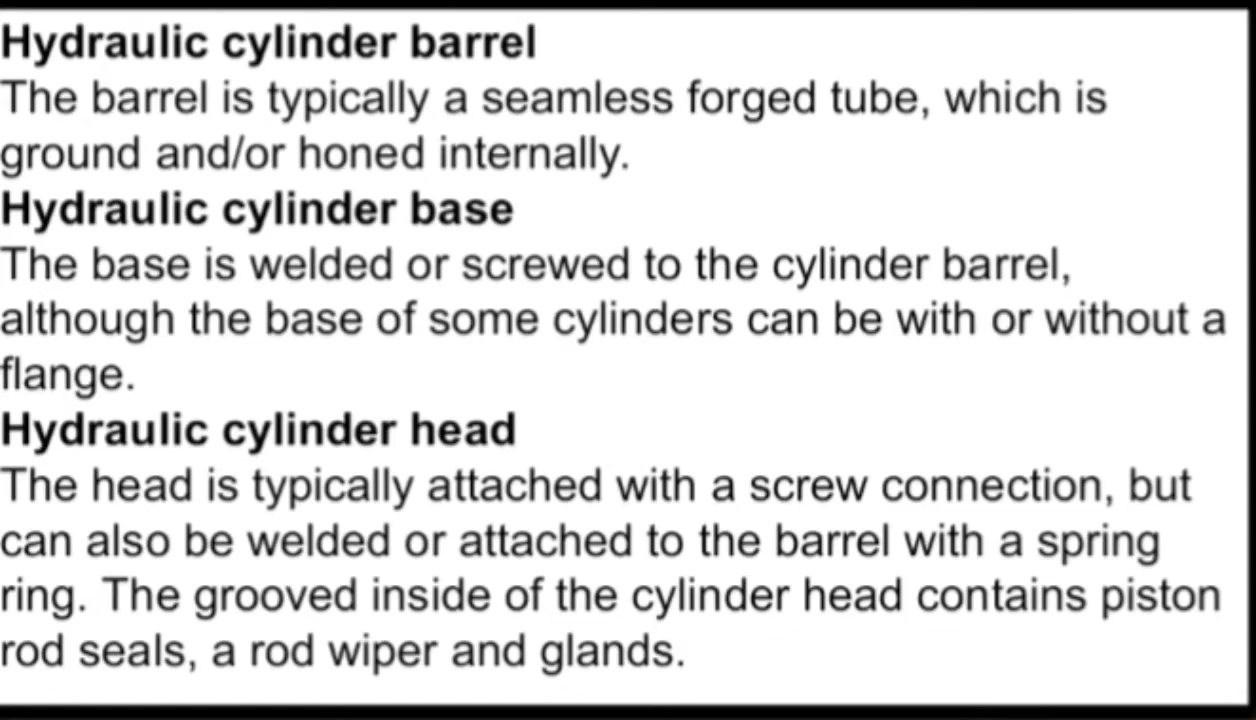 Hydraulic cylinder barrel
The barrel is typically a seamless forged tube, which is
ground and/or honed internally.
Hydraulic cylinder base
The base is welded or screwed to the cylinder barrel,
although the base of some cylinders can be with or without a
flange.
Hydraulic cylinder head
The head is typically attached with a screw connection, but
can also be welded or attached to the barrel with a spring
ring. The grooved inside of the cylinder head contains piston
rod seals, a rod wiper and glands.